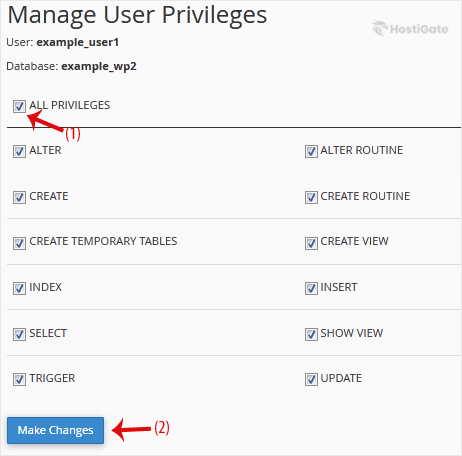 Manage User Privileges
HostiGate
User: example_user1
Database: example_wp2
ALL PRIVILEGES
(1)
ALTER ALTER ROUTINE
CREATE CREATE ROUTINE
CREATE TEMPORARY TABLES CREATE VIEW
INDEX INSERT
SELECT SHOW VIEW
TRIGGER UPDATE
Make Changes (2)